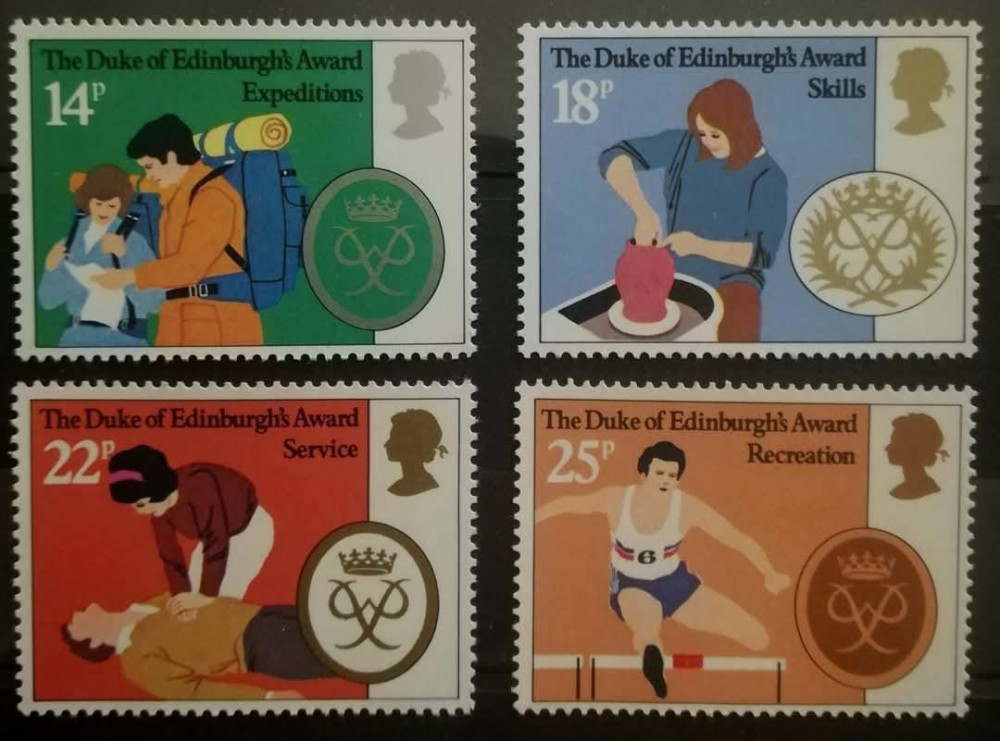 The Duke of Edinburgh's Award
14P
Expeditions
The Duke of Edinburgh's Award
18P
Skills
The Duke of Edinburgh's Award
22P
Service
The Duke of Edinburgh's Award
25P
Recreation
6